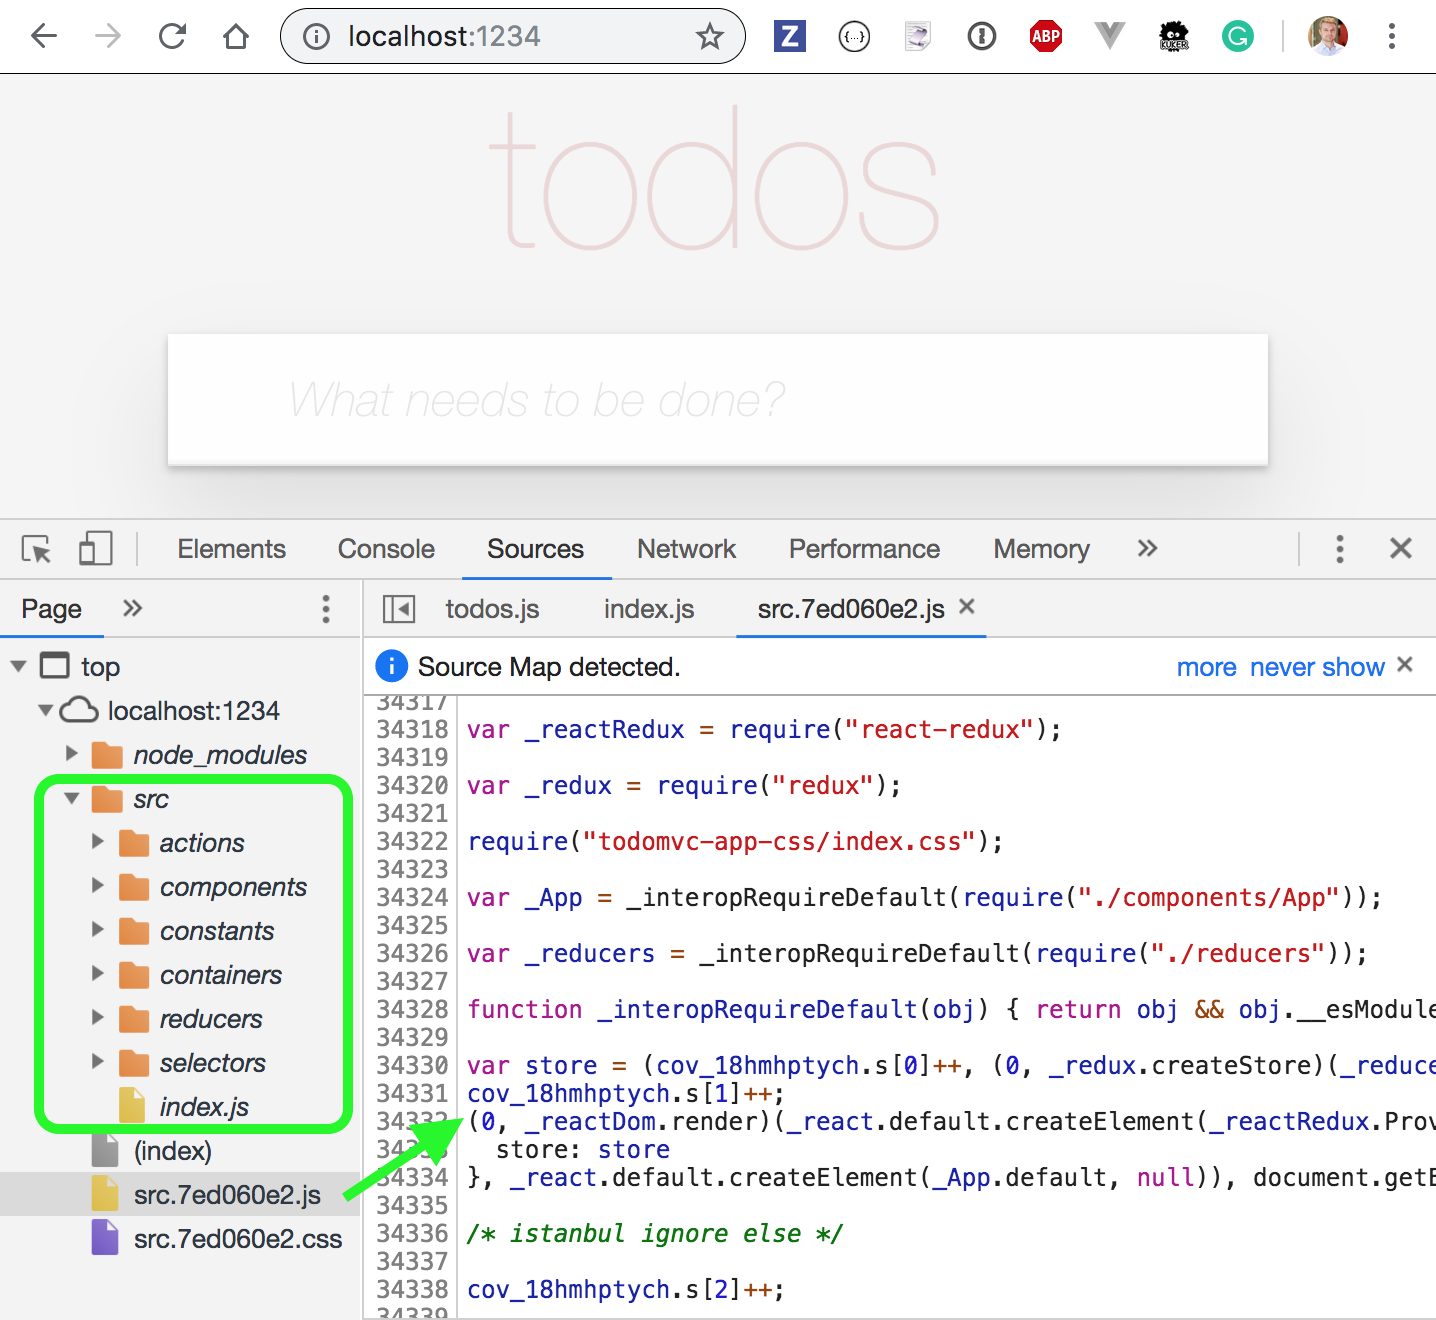 localhost:1234
Z
{...}
ABP
KUKER
G
todos
What needs to be done?
Elements Console Sources Network Performance Memory »
Page » todos.js index.js src.7ed060e2.js ×
Source Map detected. more never show ×
top
localhost:1234
node_modules
src
actions
components
constants
containers
reducers
selectors
index.js
(index)
src.7ed060e2.js
src.7ed060e2.css
34317
34318 var _reactRedux = require("react-redux");
34319
34320 var _redux = require("redux");
34321
34322 require("todomvc-app-css/index.css");
34323
34324 var _App = _interopRequireDefault(require("./components/App"));
34325
34326 var _reducers = _interopRequireDefault(require("./reducers"));
34327
34328 function _interopRequireDefault(obj) { return obj && obj.__esModule
34329
34330 var store = (cov_18hmhptych.s[0]++, (0, _redux.createStore)(_reduce
34331 cov_18hmhptych.s[1]++;
34332 (0, _reactDom.render)(_react.default.createElement(_reactRedux.Prov
34333 store: store
34334 }, _react.default.createElement(_App.default, null)), document.getE
34335
34336 /* istanbul ignore else */
34337
34338 cov_18hmhptych.s[2]++;
34339